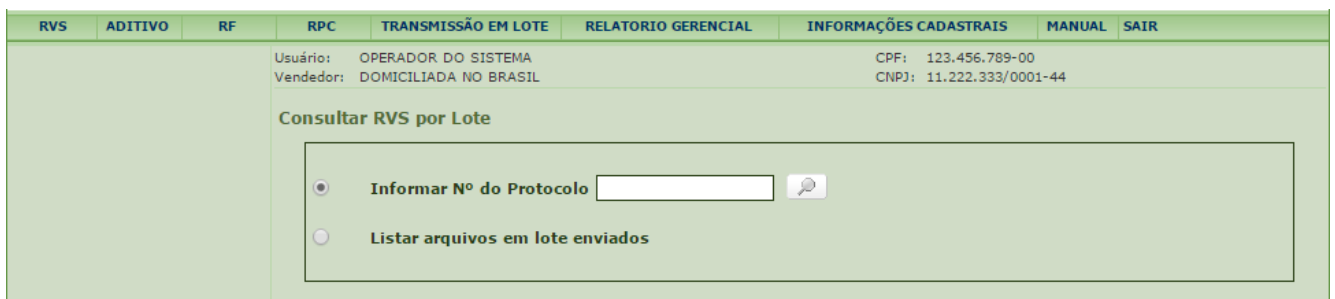 RVS ADITIVO RF RPC TRANSMISSÃO EM LOTE RELATORIO GERENCIAL INFORMAÇÕES CADASTRAIS MANUAL SAIR
Usuário: OPERADOR DO SISTEMA CPF: 123.456.789-00
Vendedor: DOMICILIADA NO BRASIL CNPJ: 11.222.333/0001-44
Consultar RVS por Lote
Informar Nº do Protocolo
Listar arquivos em lote enviados